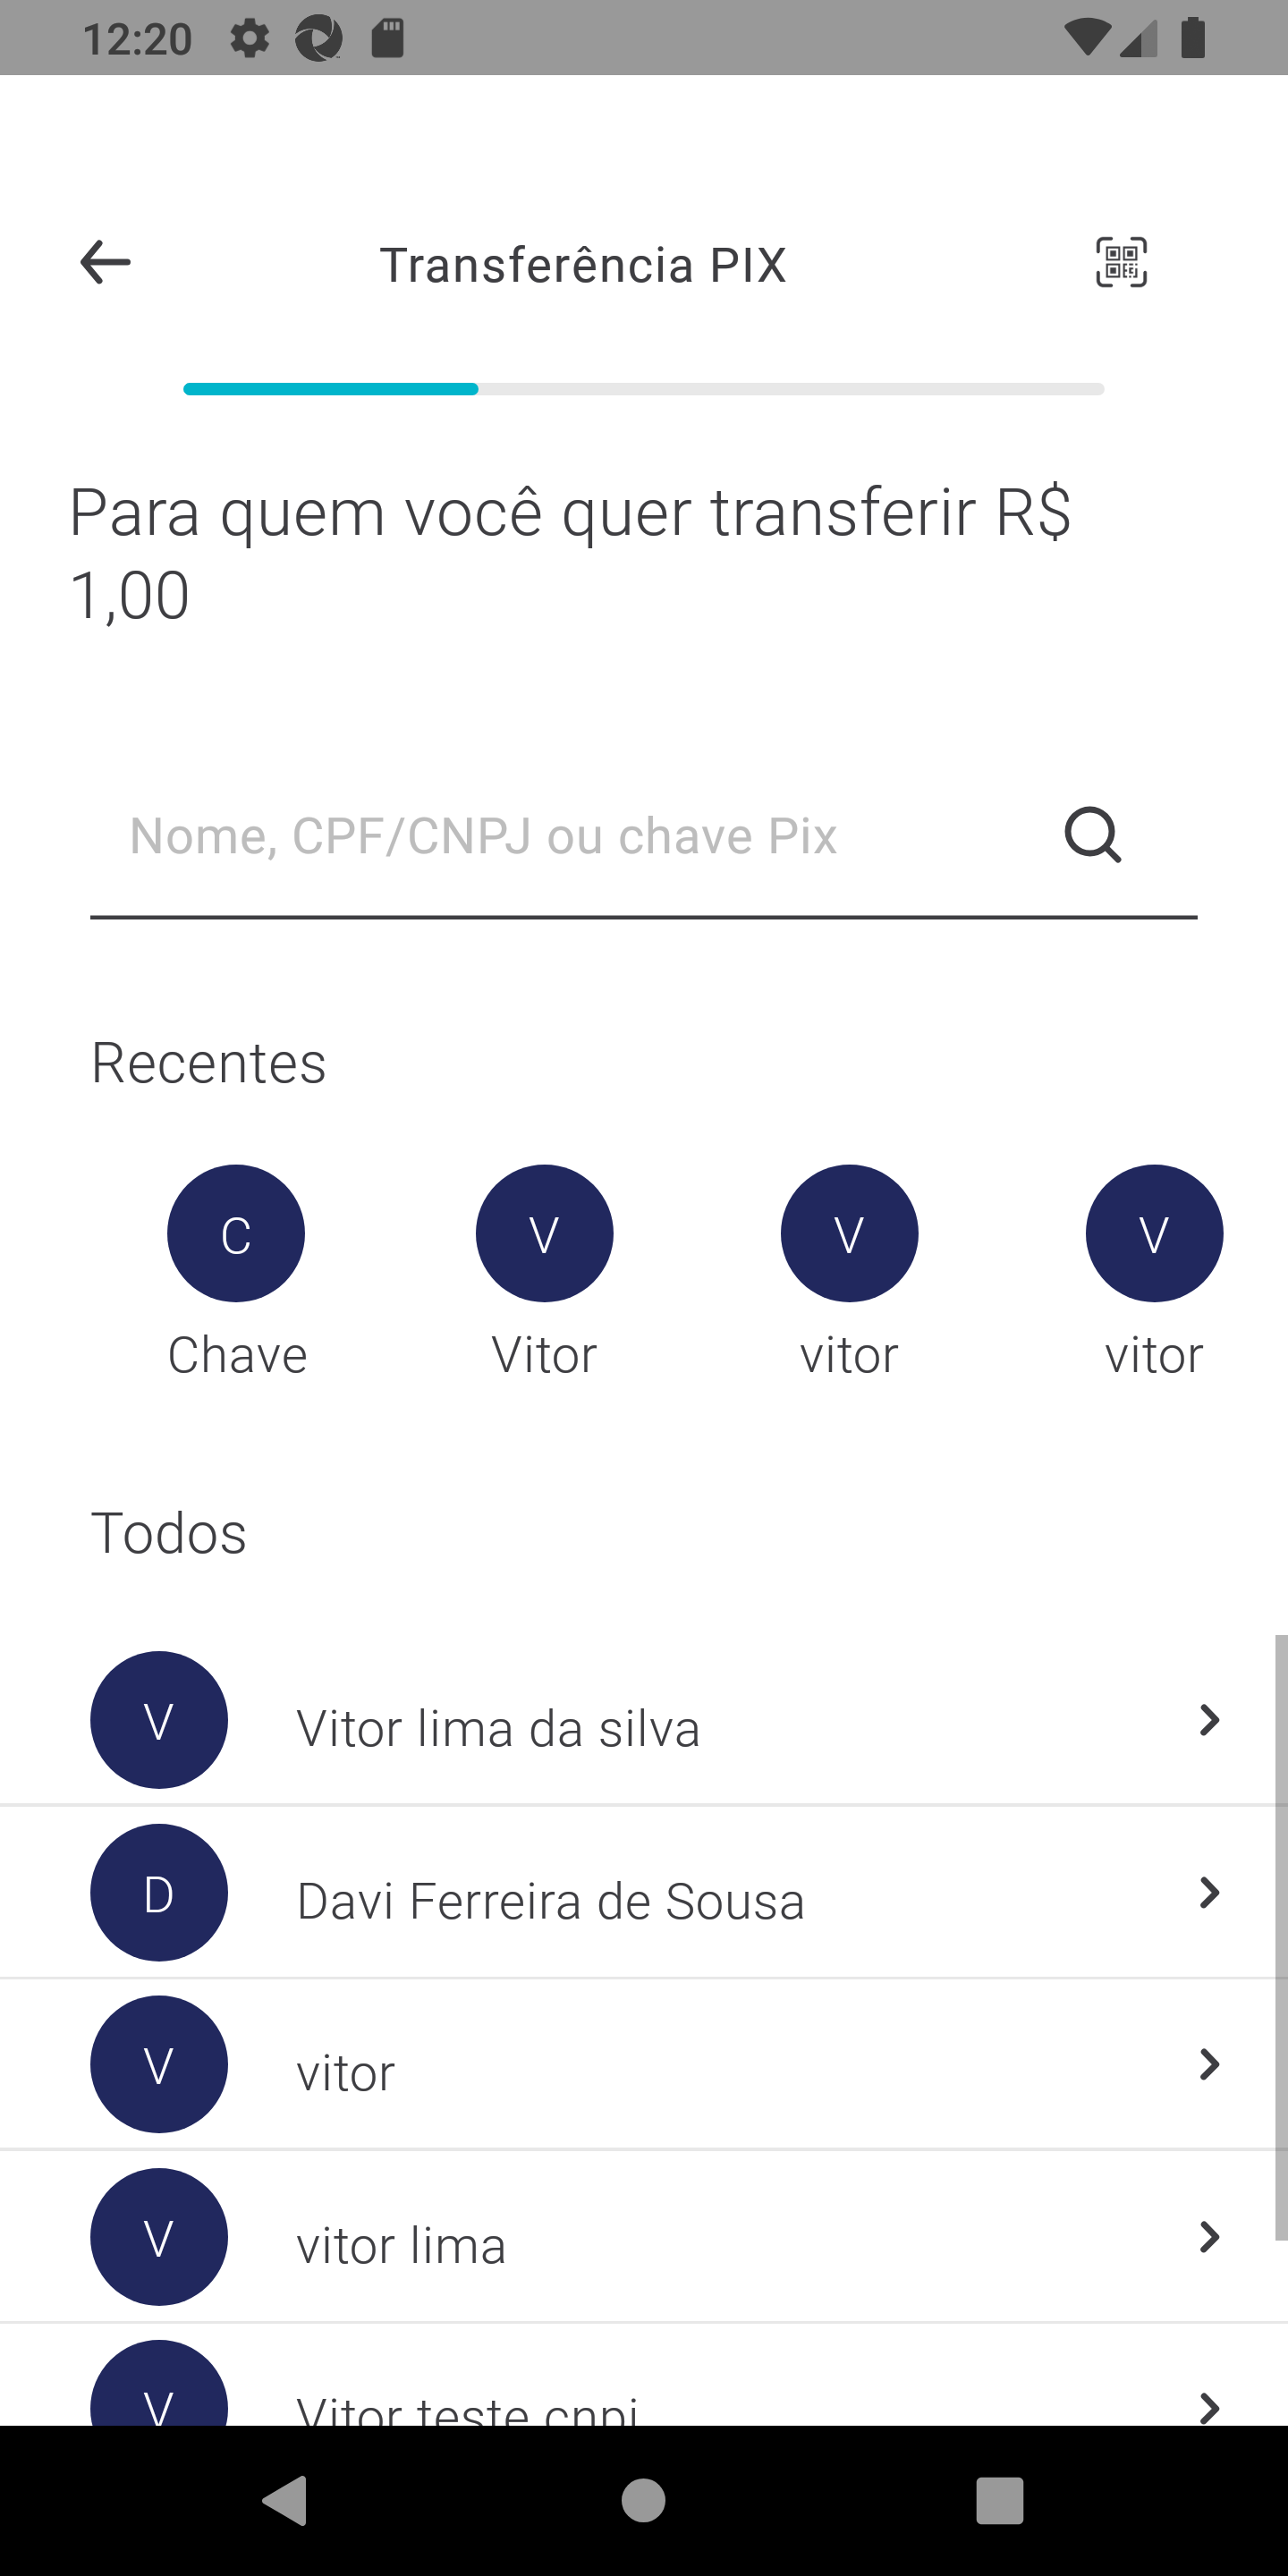 12:20
Transferência PIX
Para quem você quer transferir R$
1,00
Nome, CPF/CNPJ ou chave Pix
Recentes
C V V V
Chave Vitor vitor vitor
Todos
V Vitor lima da silva
D Davi Ferreira de Sousa
V vitor
V vitor lima
V Vitor teste cnpj